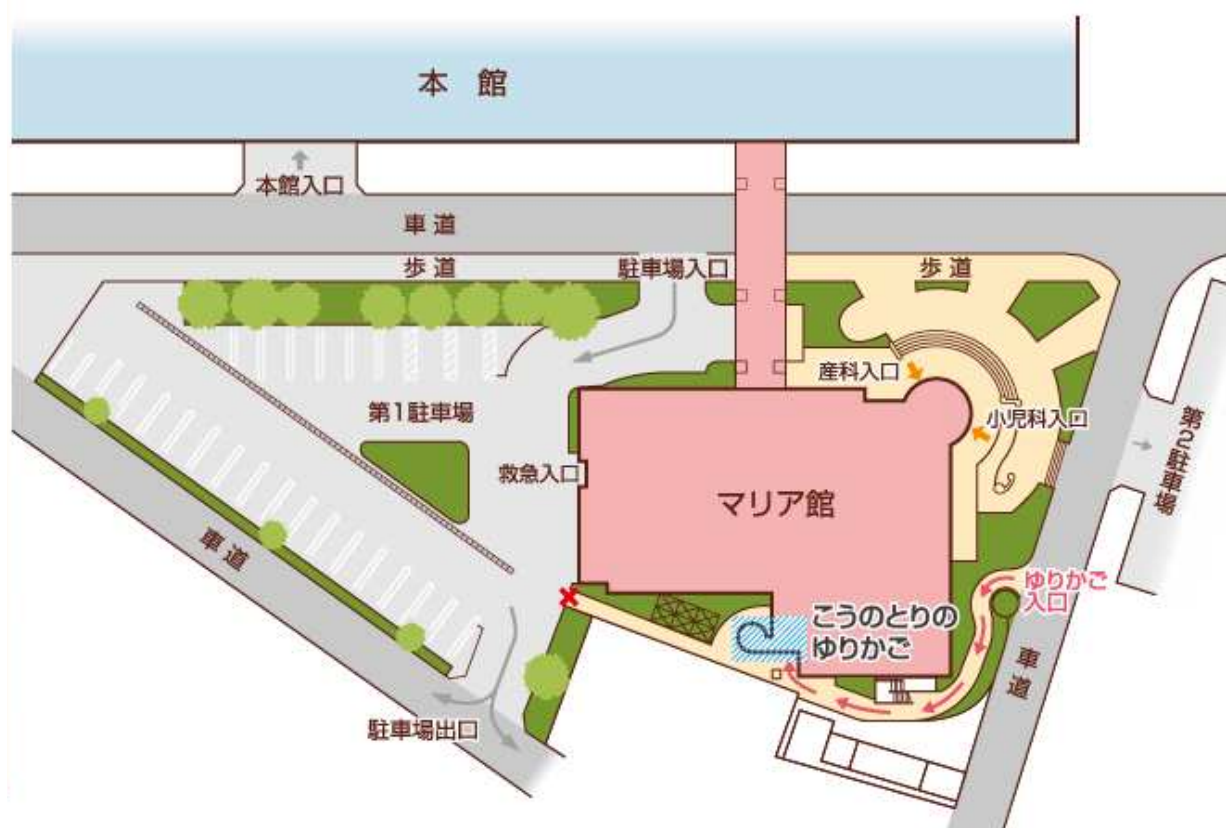 本館
本館入口
車道
歩道
駐車場入口
歩道
産科入口
小児科入口
第1駐車場
第2駐車場
救急入口
マリア館
車道
ゆりかご
入口
こうのとりの
ゆりかご
車道
駐車場出口